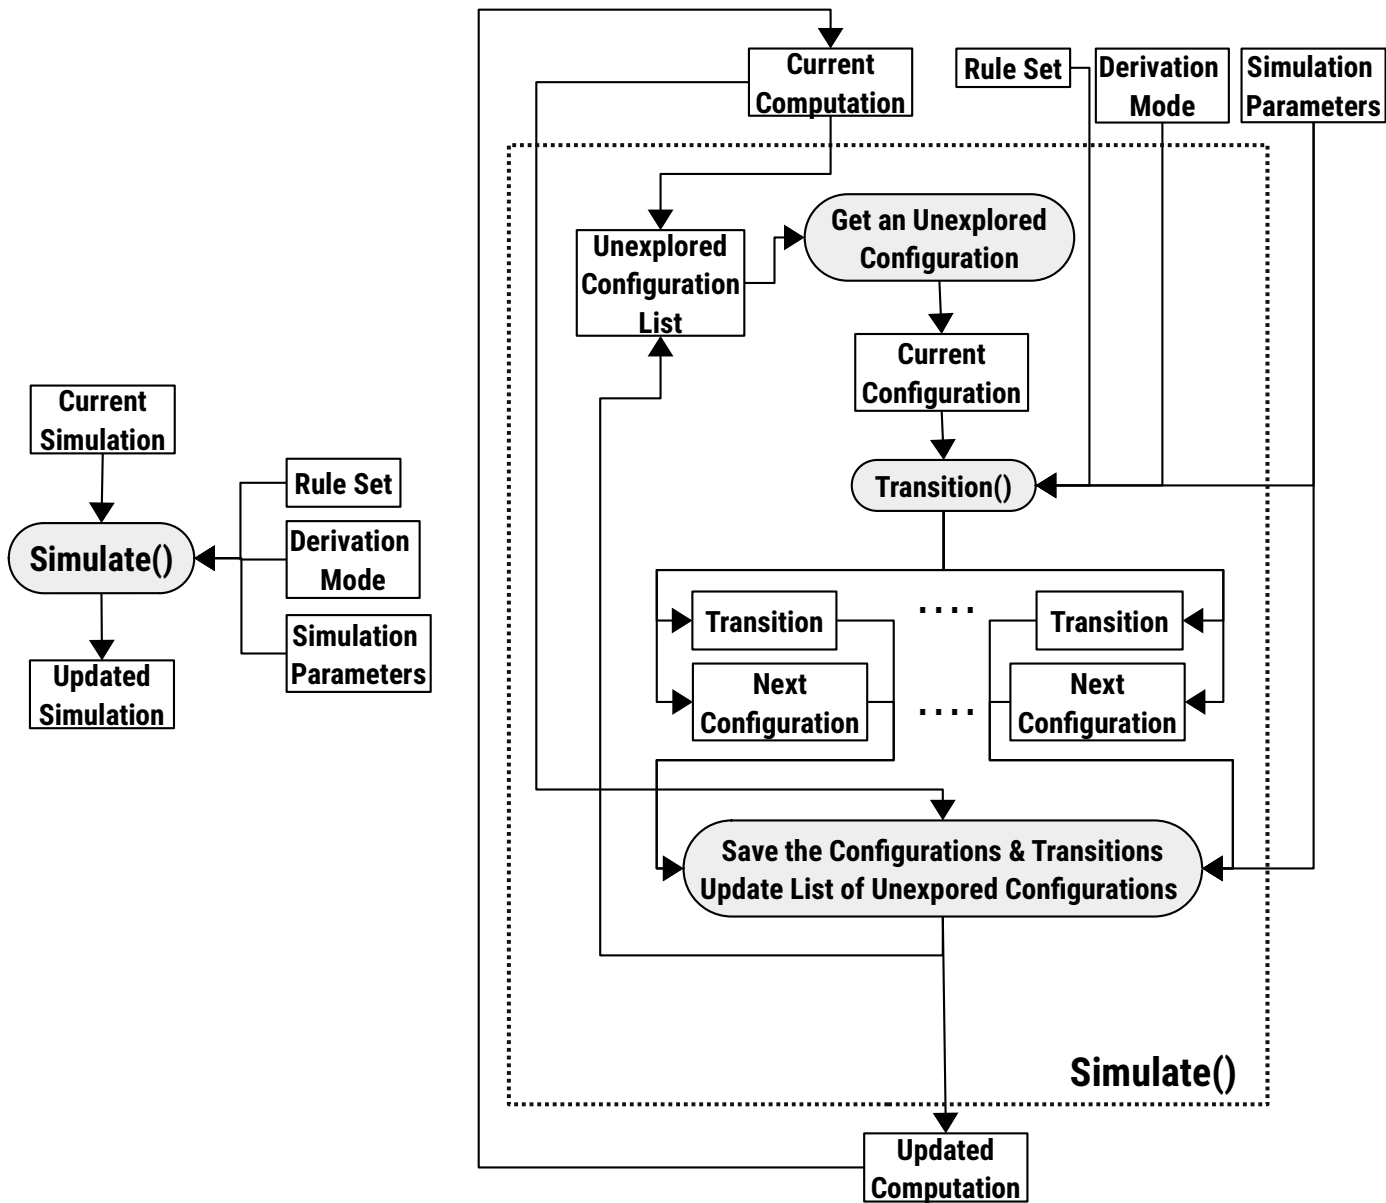 Current
Simulation
Simulate()
Updated
Simulation
Rule Set
Derivation
Mode
Simulation
Parameters
Current
Computation
Rule Set
Derivation
Mode
Simulation
Parameters
Unexplored
Configuration
List
Get an Unexplored
Configuration
Current
Configuration
Transition()
Transition
....
Transition
Next
Configuration
....
Next
Configuration
Save the Configurations & Transitions
Update List of Unexpored Configurations
Simulate()
Updated
Computation